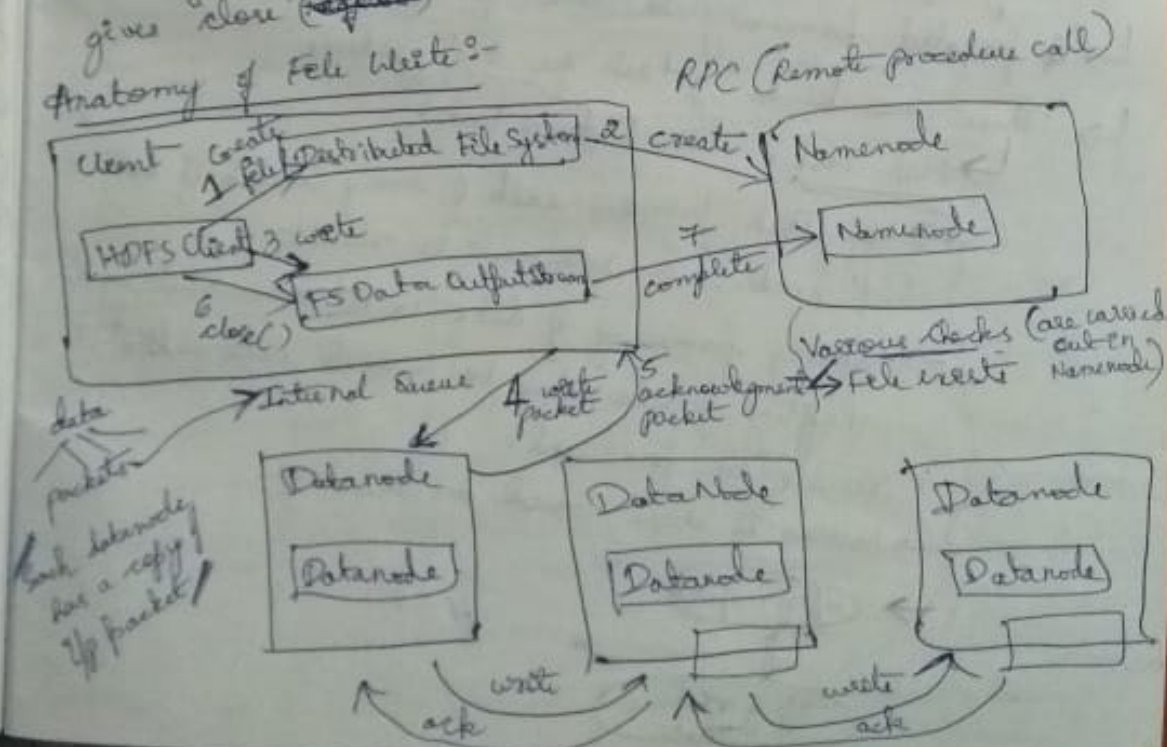 gives close
Anatomy of File Write :-
RPC (Remote procedure call)
Client
Create
1 File
Distributed File System
2
create
Namenode
HDFS Client
3 write
7
Namenode
FS Data OutputStream
complete
6
close()
(Various checks (are carried
out in
Namenode)
File exists
Internal Queue
4 write
packet
5
acknowledgment
packet
data
packets
Each datanode
has a copy of
i/p packet
Datanode
DataNode
Datanode
Datanode
Datanode
Datanode
write
write
ack
ack